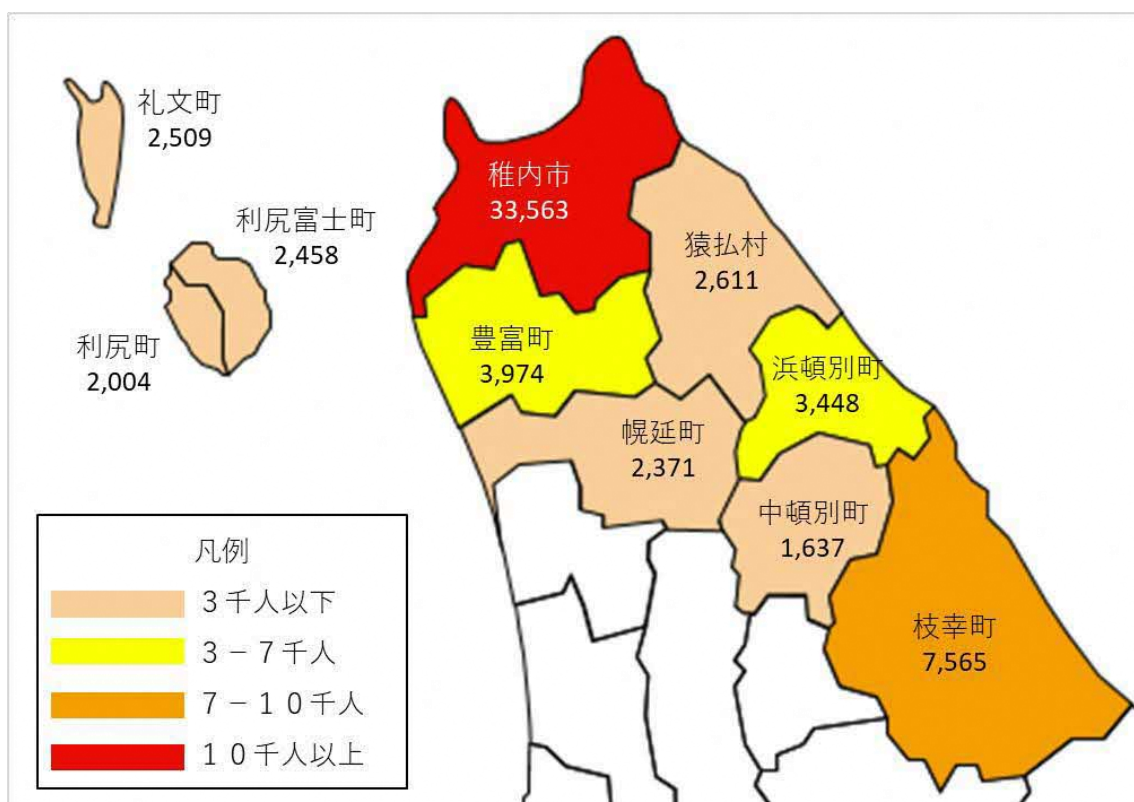 礼文町
2,509
利尻富士町
2,458
利尻町
2,004
稚内市
33,563
猿払村
2,611
豊富町
3,974
浜頓別町
3,448
幌延町
2,371
中頓別町
1,637
枝幸町
7,565
凡例
3千人以下
3－7千人
7－10千人
10千人以上